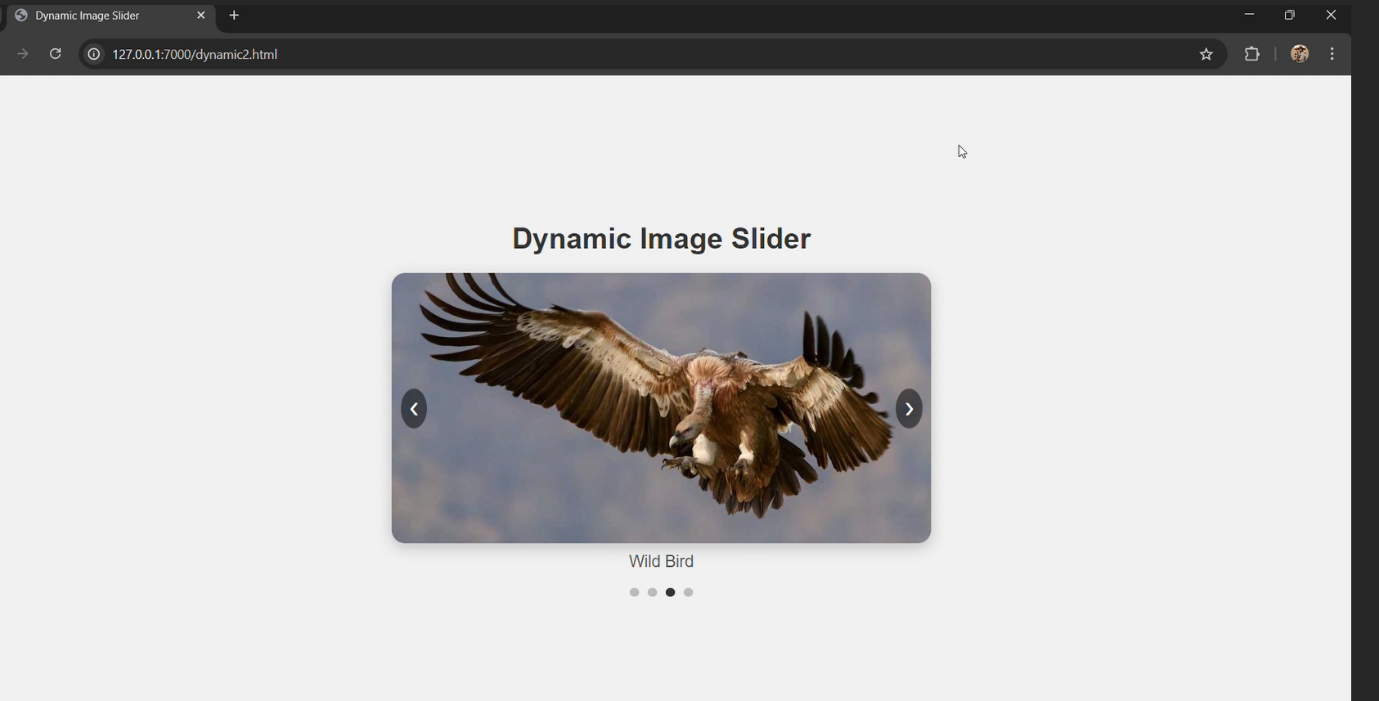 Dynamic Image Slider
127.0.0.1:7000/dynamic2.html
Dynamic Image Slider
Wild Bird